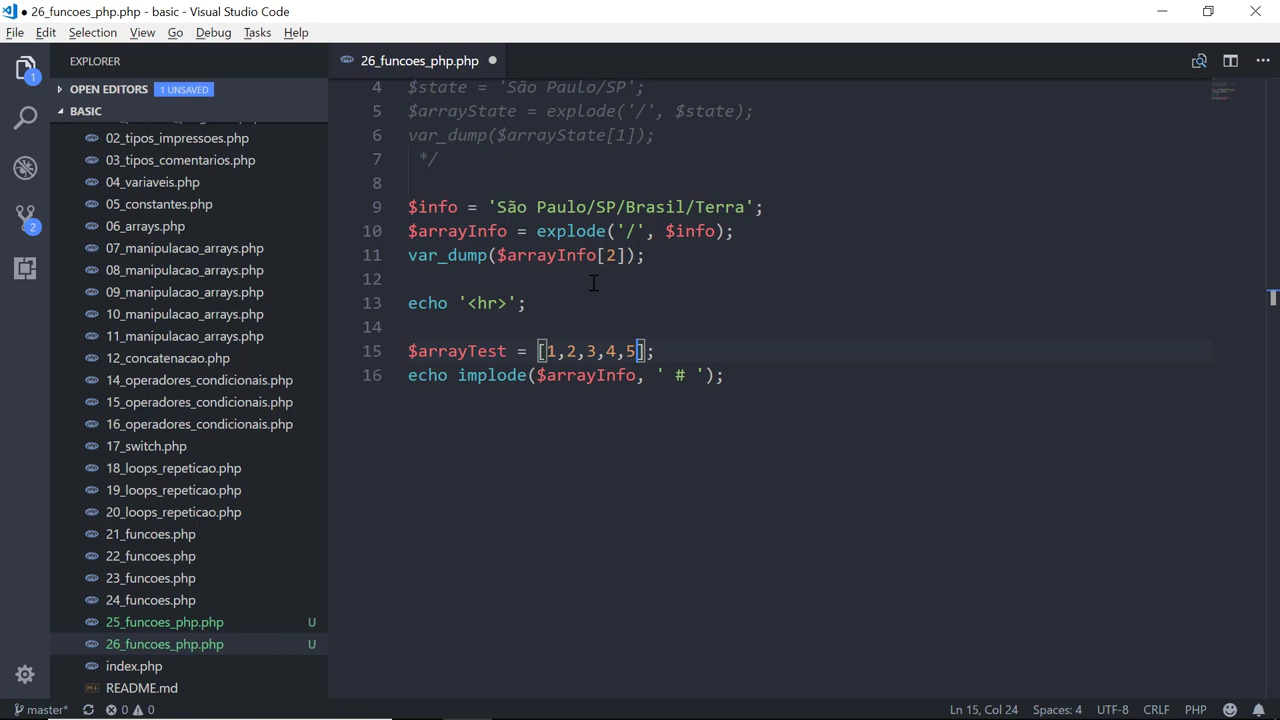 ● 26_funcoes_php.php - basic - Visual Studio Code
File Edit Selection View Go Debug Tasks Help
EXPLORER
26_funcoes_php.php
OPEN EDITORS 1 UNSAVED
BASIC
02_tipos_impressoes.php
03_tipos_comentarios.php
04_variaveis.php
05_constantes.php
06_arrays.php
07_manipulacao_arrays.php
08_manipulacao_arrays.php
09_manipulacao_arrays.php
10_manipulacao_arrays.php
11_manipulacao_arrays.php
12_concatenacao.php
14_operadores_condicionais.php
15_operadores_condicionais.php
16_operadores_condicionais.php
17_switch.php
18_loops_repeticao.php
19_loops_repeticao.php
20_loops_repeticao.php
21_funcoes.php
22_funcoes.php
23_funcoes.php
24_funcoes.php
25_funcoes_php.php U
26_funcoes_php.php U
index.php
README.md
1
2
4 $state = 'São Paulo/SP';
5 $arrayState = explode('/', $state);
6 var_dump($arrayState[1]);
7 */
8
9 $info = 'São Paulo/SP/Brasil/Terra';
10 $arrayInfo = explode('/', $info);
11 var_dump($arrayInfo[2]);
12
13 echo '<hr>';
14
15 $arrayTest = [1,2,3,4,5];
16 echo implode($arrayInfo, ' # ');
master* 0 0 Ln 15, Col 24 Spaces: 4 UTF-8 CRLF PHP